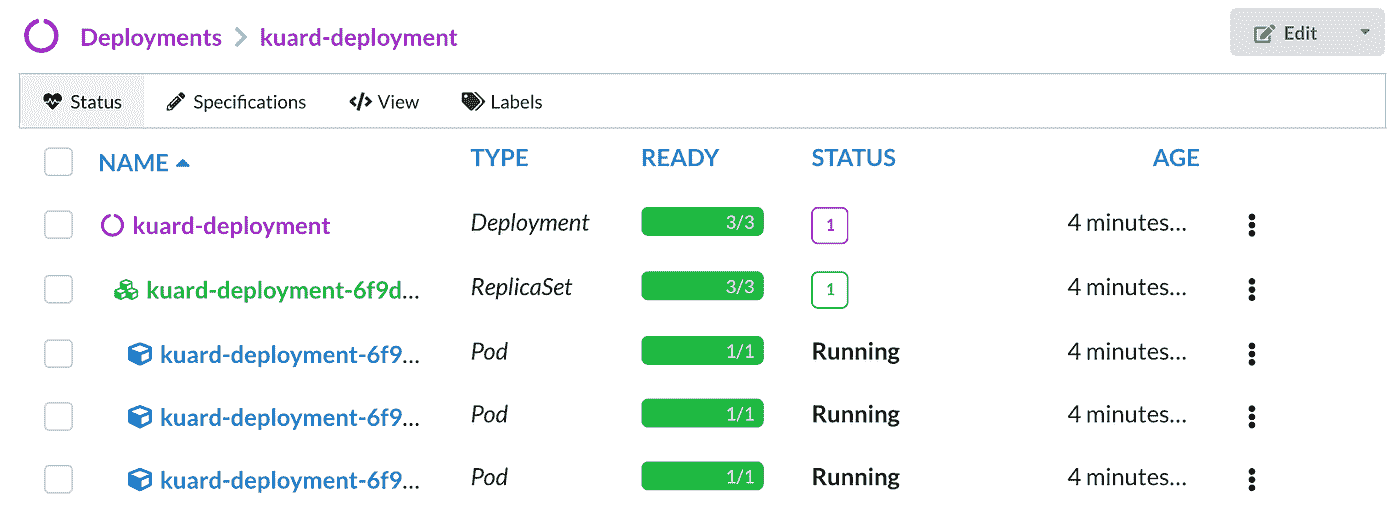 Deployments > kuard-deployment Edit
Status Specifications </> View Labels
NAME TYPE READY STATUS AGE
kuard-deployment Deployment 3/3 1 4 minutes...
kuard-deployment-6f9d... ReplicaSet 3/3 1 4 minutes...
kuard-deployment-6f9... Pod 1/1 Running 4 minutes...
kuard-deployment-6f9... Pod 1/1 Running 4 minutes...
kuard-deployment-6f9... Pod 1/1 Running 4 minutes...